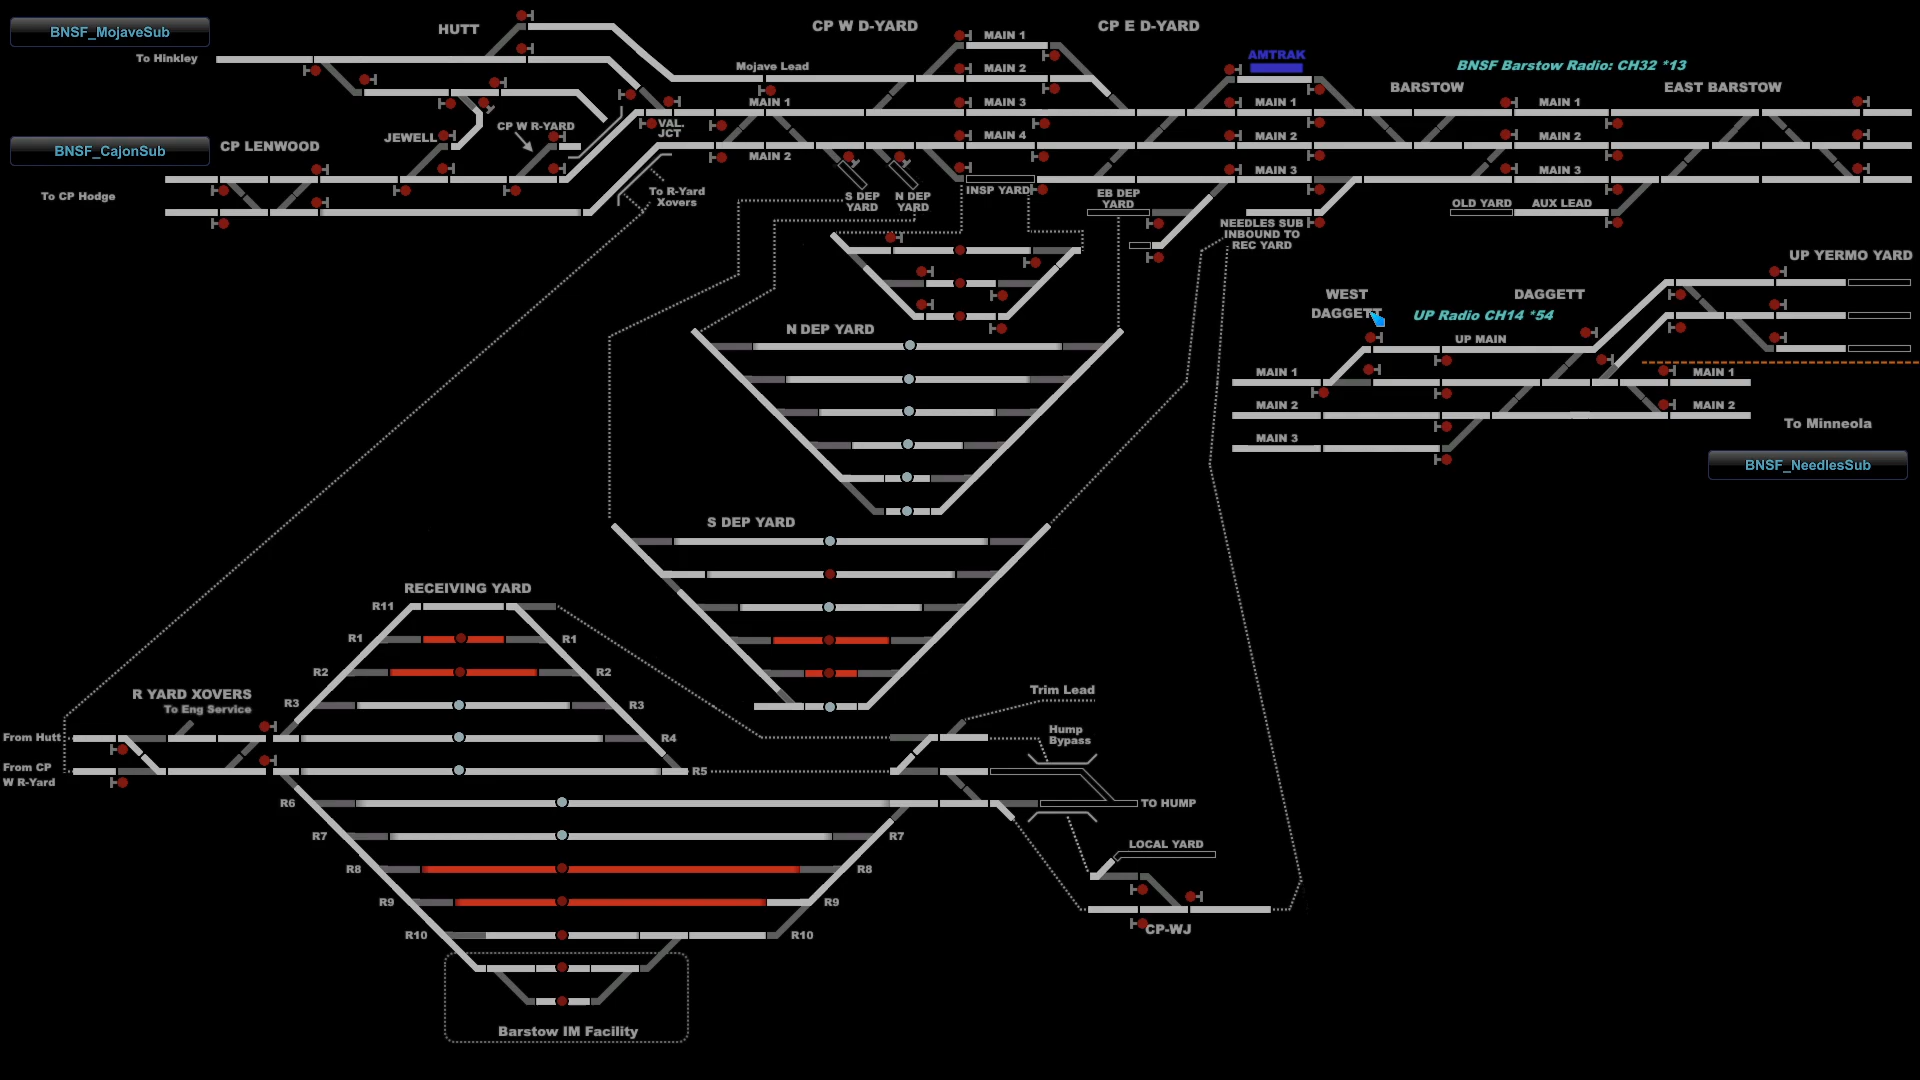 BNSF_MojaveSub
HUTT
CP W D-YARD
CP E D-YARD
MAIN 1
AMTRAK
To Hinkley
Mojave Lead
MAIN 2
BNSF Barstow Radio: CH32 *13
BARSTOW
EAST BARSTOW
MAIN 1
MAIN 3
MAIN 1
MAIN 1
CP W R-YARD
VAL.
JCT
JEWELL
MAIN 4
MAIN 2
MAIN 2
BNSF_CajonSub
CP LENWOOD
MAIN 2
MAIN 3
MAIN 3
To CP Hodge
To R-Yard
Xovers
S DEP
YARD
N DEP
YARD
INSP YARD
EB DEP
YARD
OLD YARD
AUX LEAD
NEEDLES SUB
INBOUND TO
REC YARD
UP YERMO YARD
WEST
DAGGETT
DAGGETT
UP Radio CH14 *54
N DEP YARD
UP MAIN
MAIN 1
MAIN 1
MAIN 2
MAIN 2
To Minneola
MAIN 3
BNSF_NeedlesSub
S DEP YARD
RECEIVING YARD
R11
R1
R1
R2
R2
R YARD XOVERS
To Eng Service
R3
R3
Trim Lead
From Hutt
R4
Hump
Bypass
From CP
W R-Yard
R5
R6
TO HUMP
R7
R7
LOCAL YARD
R8
R8
R9
R9
CP-WJ
R10
R10
Barstow IM Facility